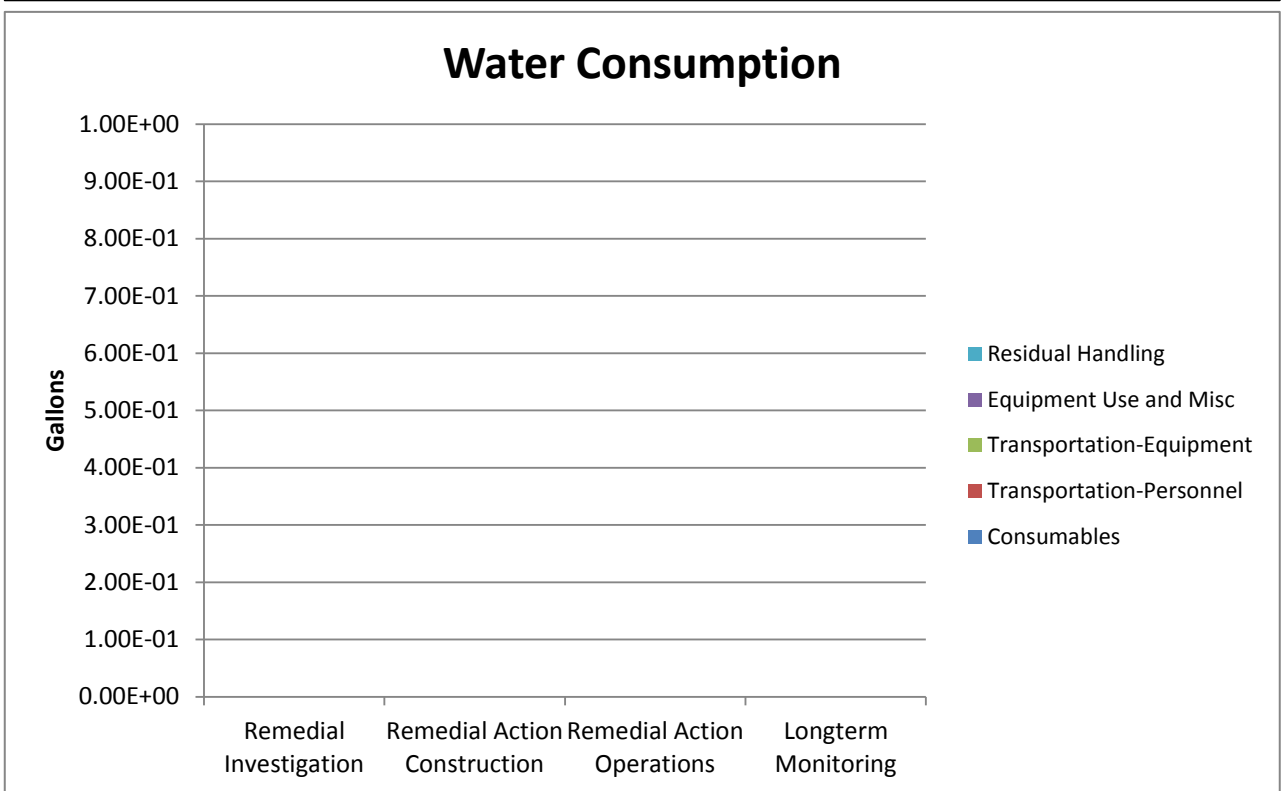 Water Consumption
1.00E+00
9.00E-01
8.00E-01
7.00E-01
6.00E-01
5.00E-01
4.00E-01
3.00E-01
2.00E-01
1.00E-01
0.00E+00
Gallons
Remedial Investigation
Remedial Action Construction
Remedial Action Operations
Longterm Monitoring
Residual Handling
Equipment Use and Misc
Transportation-Equipment
Transportation-Personnel
Consumables